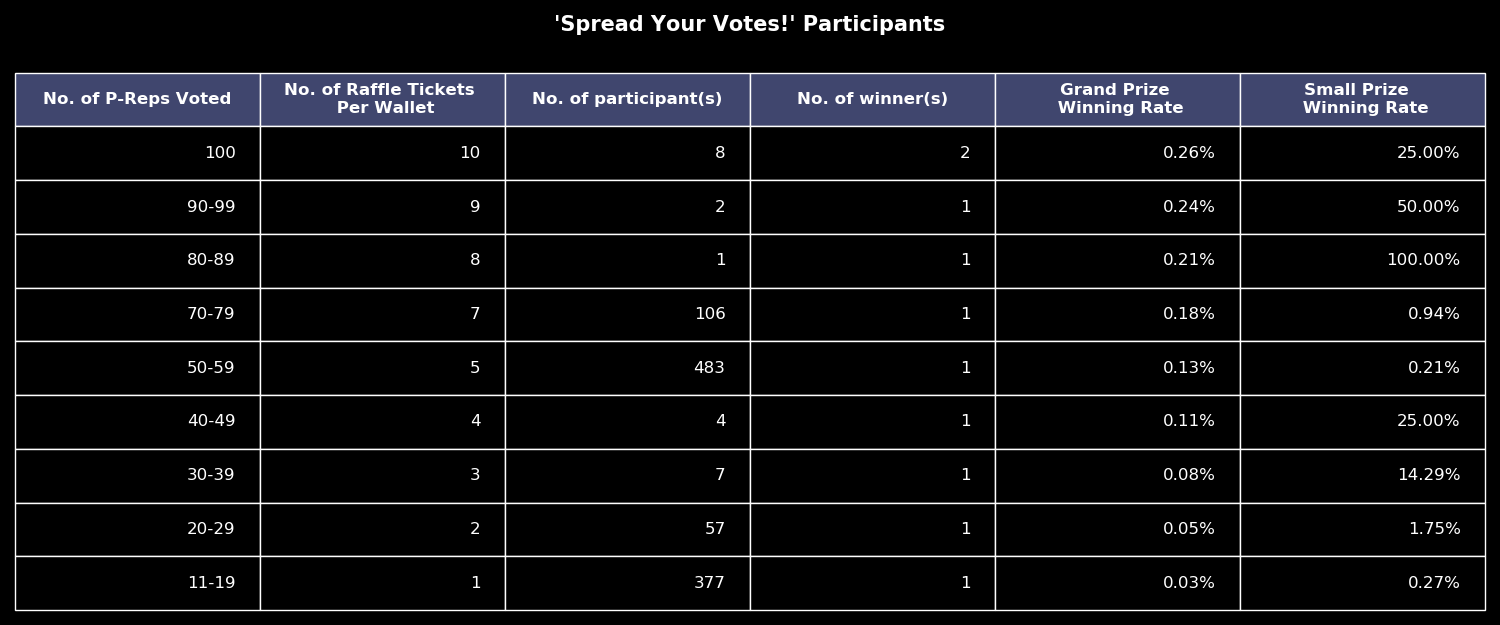 'Spread Your Votes!' Participants
No. of P-Reps Voted No. of Raffle Tickets Per Wallet No. of participant(s) No. of winner(s) Grand Prize Winning Rate Small Prize Winning Rate
100 10 8 2 0.26% 25.00%
90-99 9 2 1 0.24% 50.00%
80-89 8 1 1 0.21% 100.00%
70-79 7 106 1 0.18% 0.94%
50-59 5 483 1 0.13% 0.21%
40-49 4 4 1 0.11% 25.00%
30-39 3 7 1 0.08% 14.29%
20-29 2 57 1 0.05% 1.75%
11-19 1 377 1 0.03% 0.27%